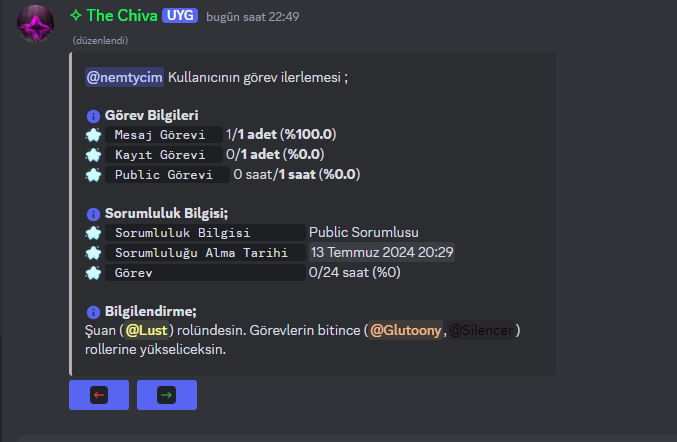 ✧ The Chiva UYG bugün saat 22:49
(düzenlendi)
@nemtycim Kullanıcının görev ilerlemesi ;
Görev Bilgileri
Mesaj Görevi 1/1 adet (%100.0)
Kayıt Görevi 0/1 adet (%0.0)
Public Görevi 0 saat/1 saat (%0.0)
Sorumluluk Bilgisi;
Sorumluluk Bilgisi Public Sorumlusu
Sorumluluğu Alma Tarihi 13 Temmuz 2024 20:29
Görev 0/24 saat (%0)
Bilgilendirme;
Şuan (@Lust) rolündesin. Görevlerin bitince (@Glutoony,@Silencer)
rollerine yükseliceksin.